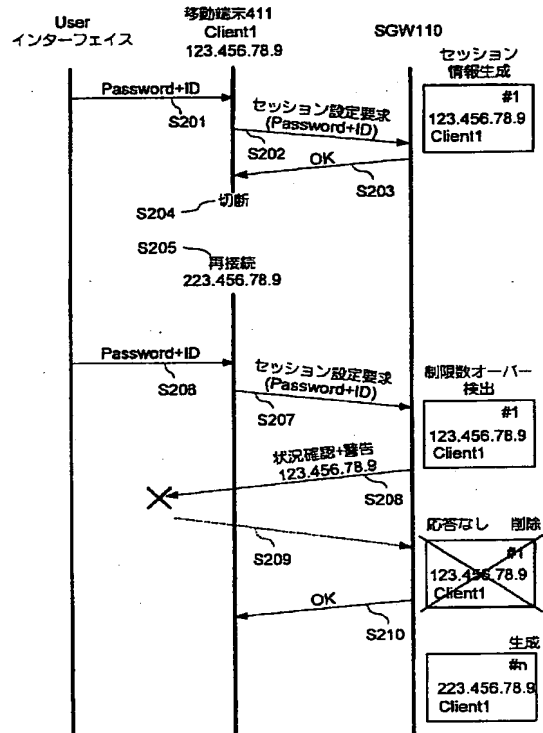 User
インターフェイス
移動端末411
Client1
123.456.78.9
SGW110
セッション
情報生成
#1
123.456.78.9
Client1
Password+ID
S201
セッション設定要求
(Password+ID)
S202
OK
S203
S204
切断
S205
再接続
223.456.78.9
Password+ID
S206
セッション設定要求
(Password+ID)
S207
制限数オーバー
検出
#1
123.456.78.9
Client1
状況確認+警告
123.456.78.9
S208
S209
応答なし 削除
#1
123.456.78.9
Client1
OK
S210
生成
#n
223.456.78.9
Client1